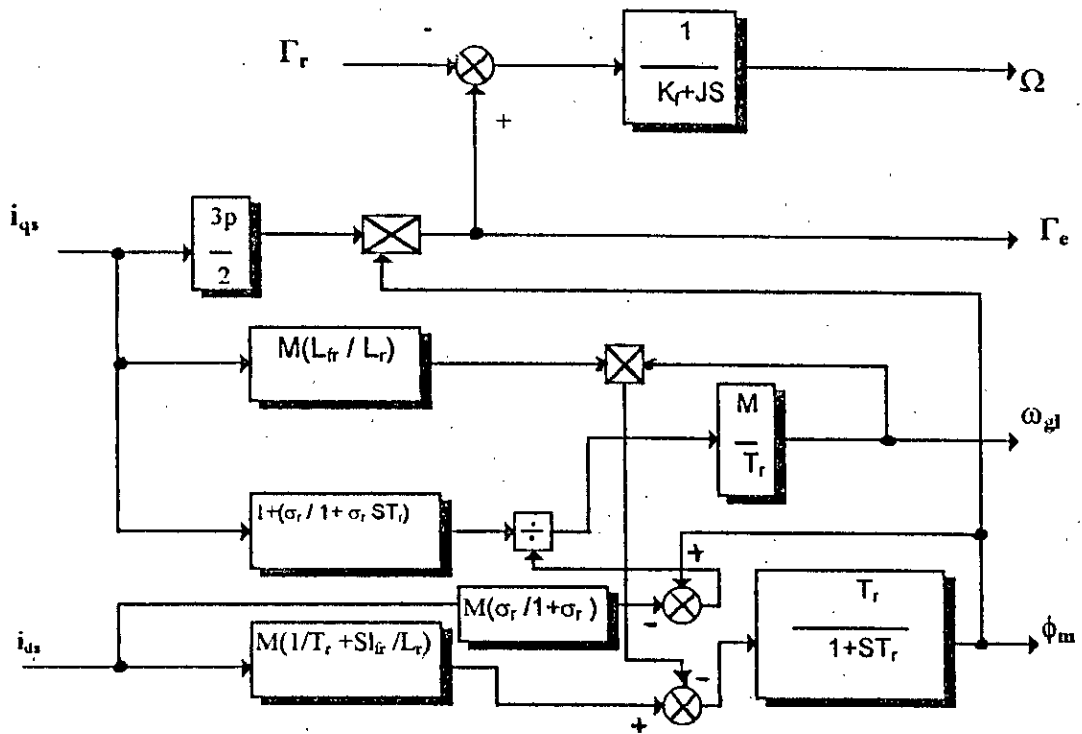 -
Γr
1
Kf+JS
Ω
+
iqs
3p
2
Γe
M(Lfr / Lr)
M
Tr
ωgl
1+(σr / 1+ σr STr)
÷
+
M(σr /1+σr )
-
Tr
1+STr
ids
M(1/Tr +Slfr /Lr)
-
+
ϕm